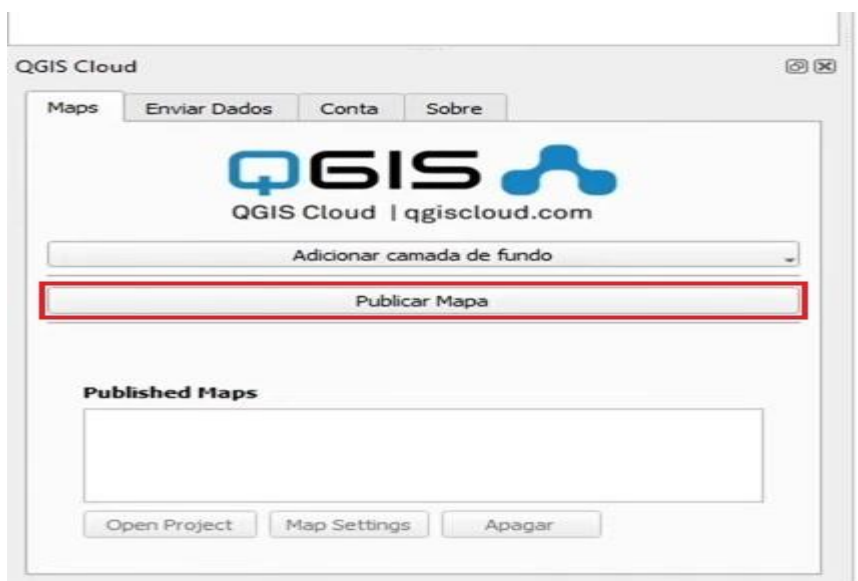 QGIS Cloud
Maps Enviar Dados Conta Sobre
QGIS
QGIS Cloud | qgiscloud.com
Adicionar camada de fundo
Publicar Mapa
Published Maps
Open Project Map Settings Apagar